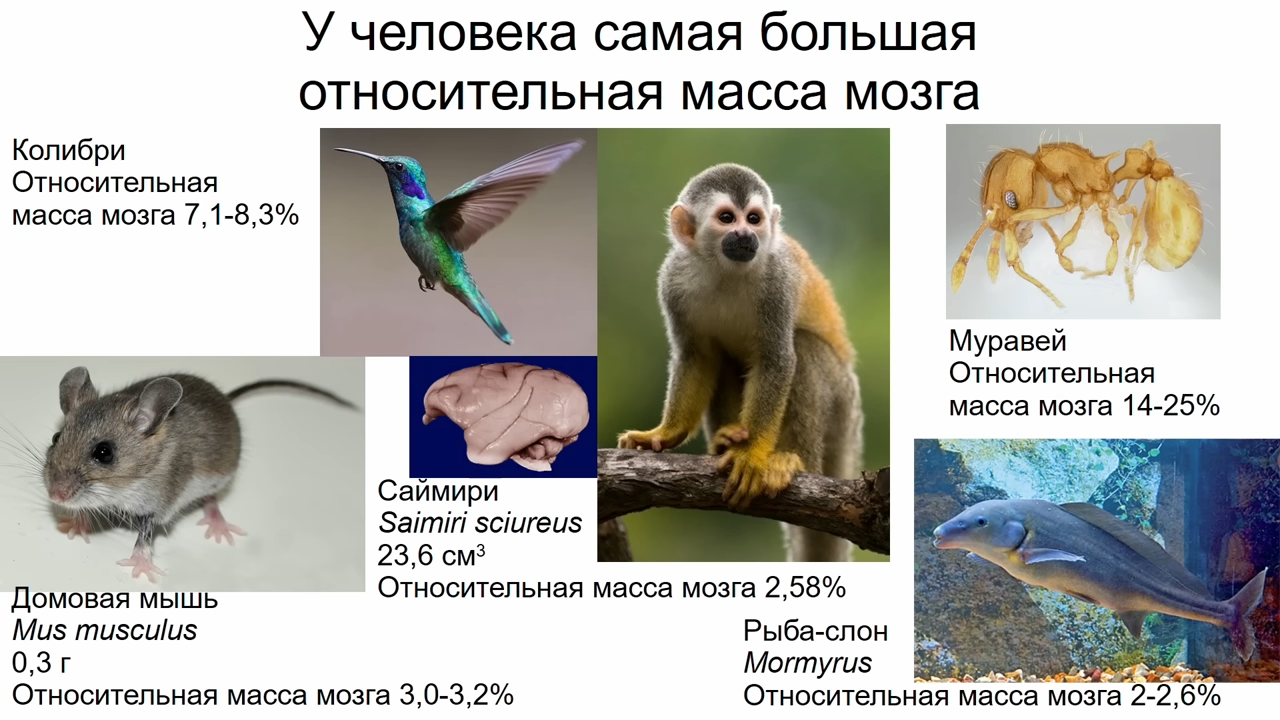 У человека самая большая
относительная масса мозга
Колибри
Относительная
масса мозга 7,1-8,3%
Муравей
Относительная
масса мозга 14-25%
Саймири
Saimiri sciureus
23,6 см³
Относительная масса мозга 2,58%
Домовая мышь
Mus musculus
0,3 г
Относительная масса мозга 3,0-3,2%
Рыба-слон
Mormyrus
Относительная масса мозга 2-2,6%